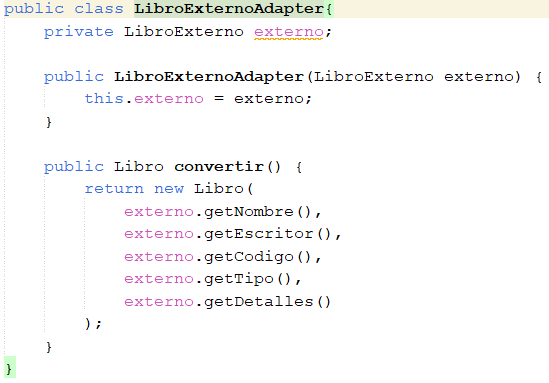 public class LibroExternoAdapter{
private LibroExterno externo;
public LibroExternoAdapter(LibroExterno externo) {
this.externo = externo;
}
public Libro convertir() {
return new Libro(
externo.getNombre(),
externo.getEscritor(),
externo.getCodigo(),
externo.getTipo(),
externo.getDetalles()
);
}
}